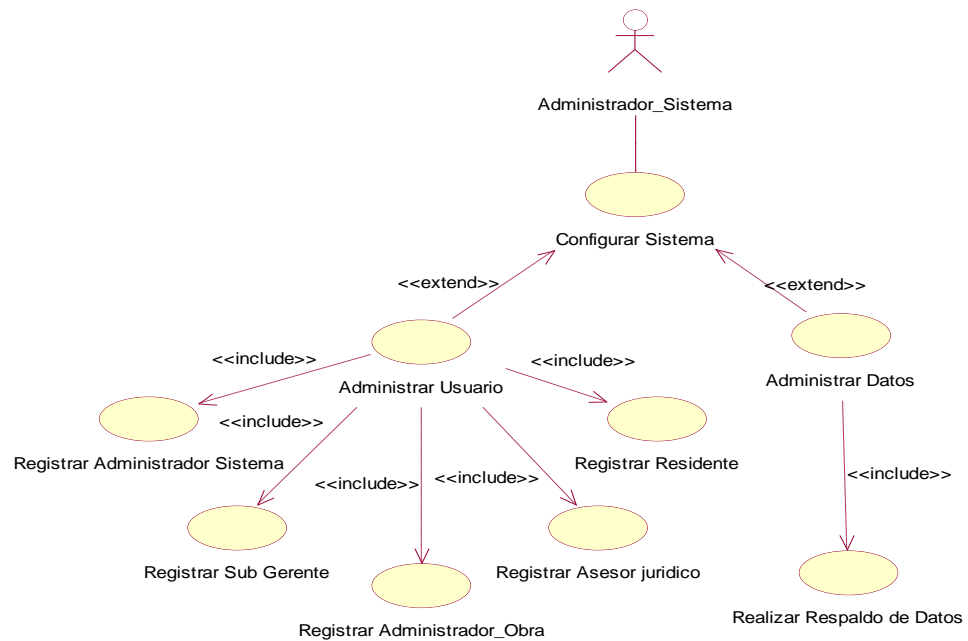 Administrador_Sistema
Configurar Sistema
<<extend>>
<<extend>>
Administrar Usuario
Administrar Datos
<<include>>
<<include>>
<<include>>
Registrar Administrador Sistema
Registrar Residente
<<include>>
<<include>>
<<include>>
Registrar Sub Gerente
Registrar Asesor juridico
Registrar Administrador_Obra
Realizar Respaldo de Datos